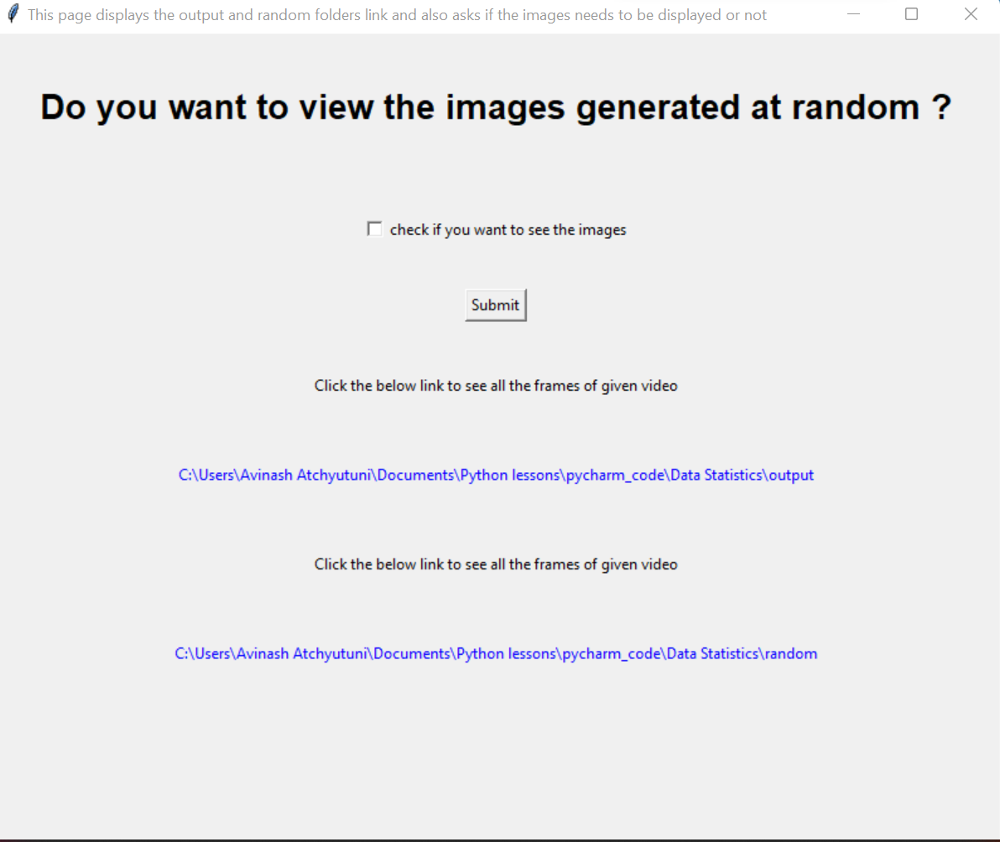 This page displays the output and random folders link and also asks if the images needs to be displayed or not
Do you want to view the images generated at random ?
check if you want to see the images
Submit
Click the below link to see all the frames of given video
C:\Users\Avinash Atchyutuni\Documents\Python lessons\pycharm_code\Data Statistics\output
Click the below link to see all the frames of given video
C:\Users\Avinash Atchyutuni\Documents\Python lessons\pycharm_code\Data Statistics\random